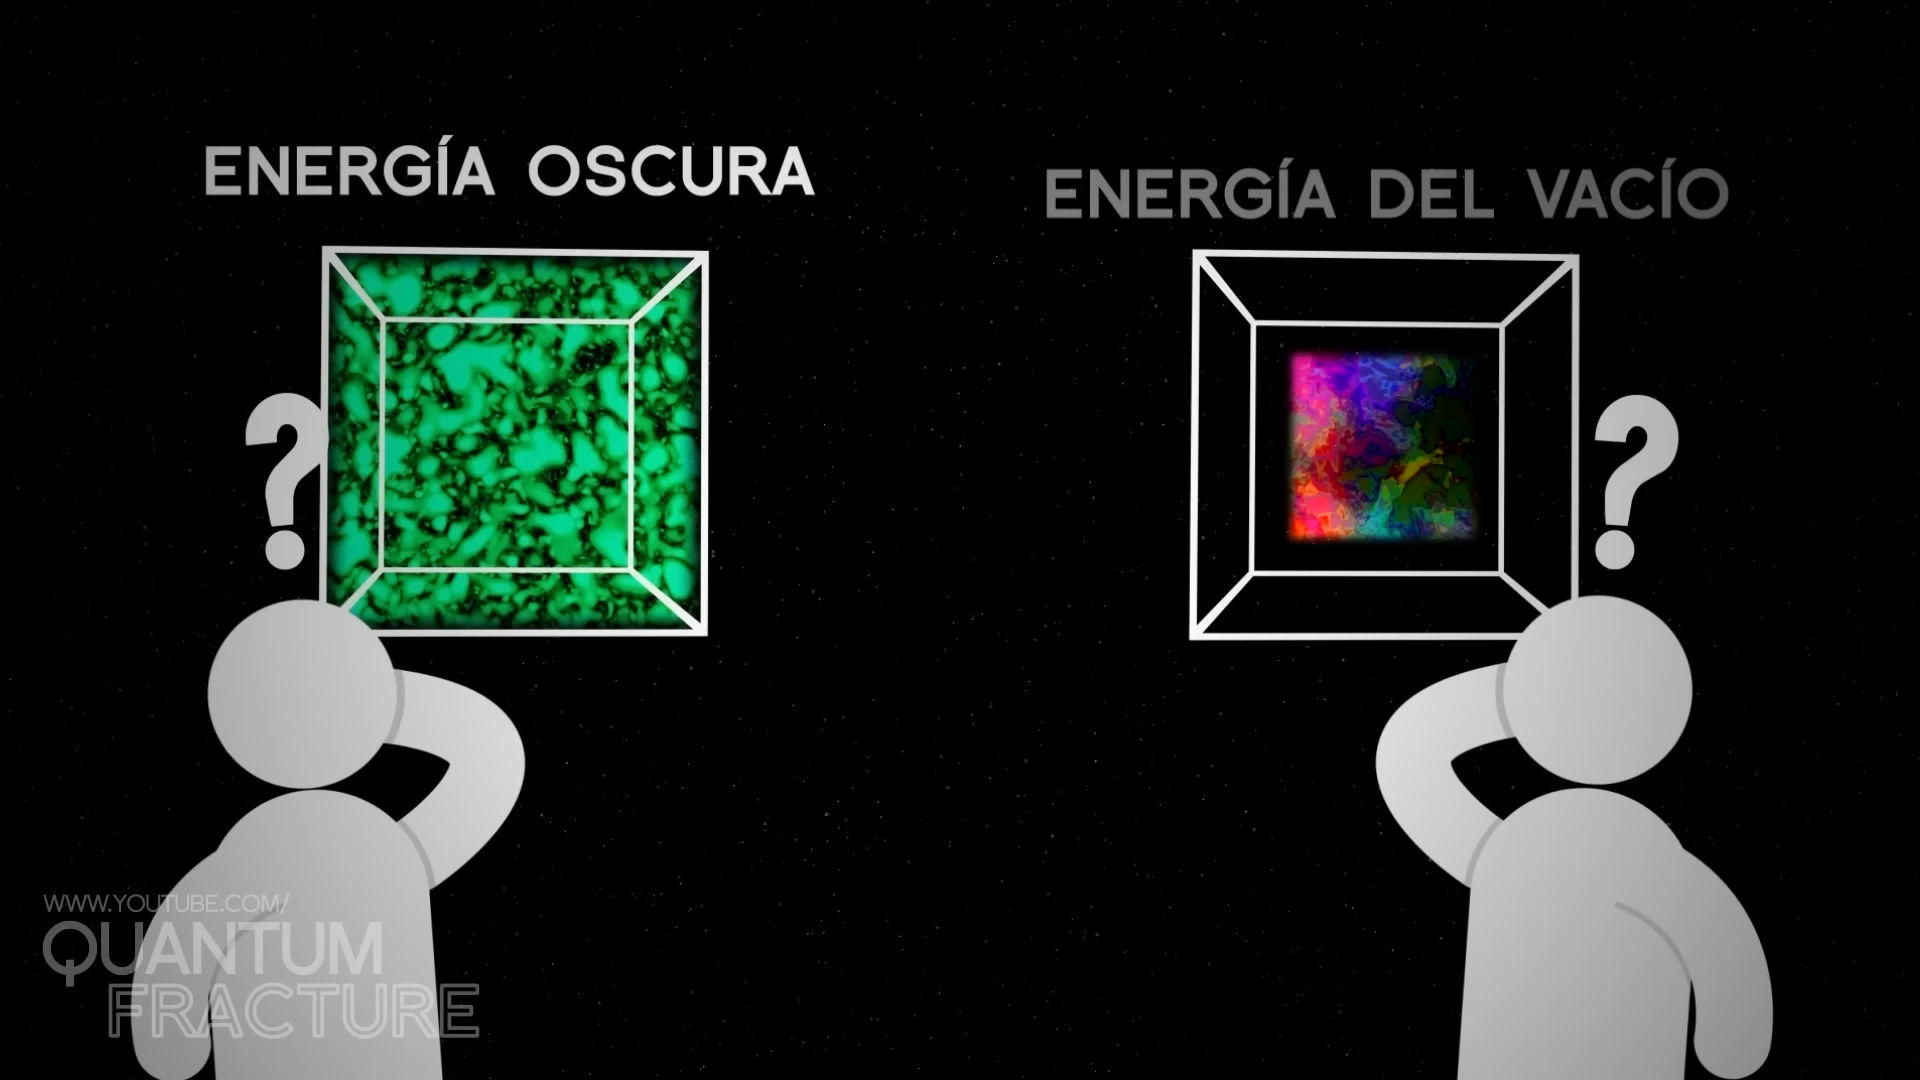 ENERGÍA OSCURA
ENERGÍA DEL VACÍO
?
?
WWW.YOUTUBE.COM/
QUANTUM
FRACTURE